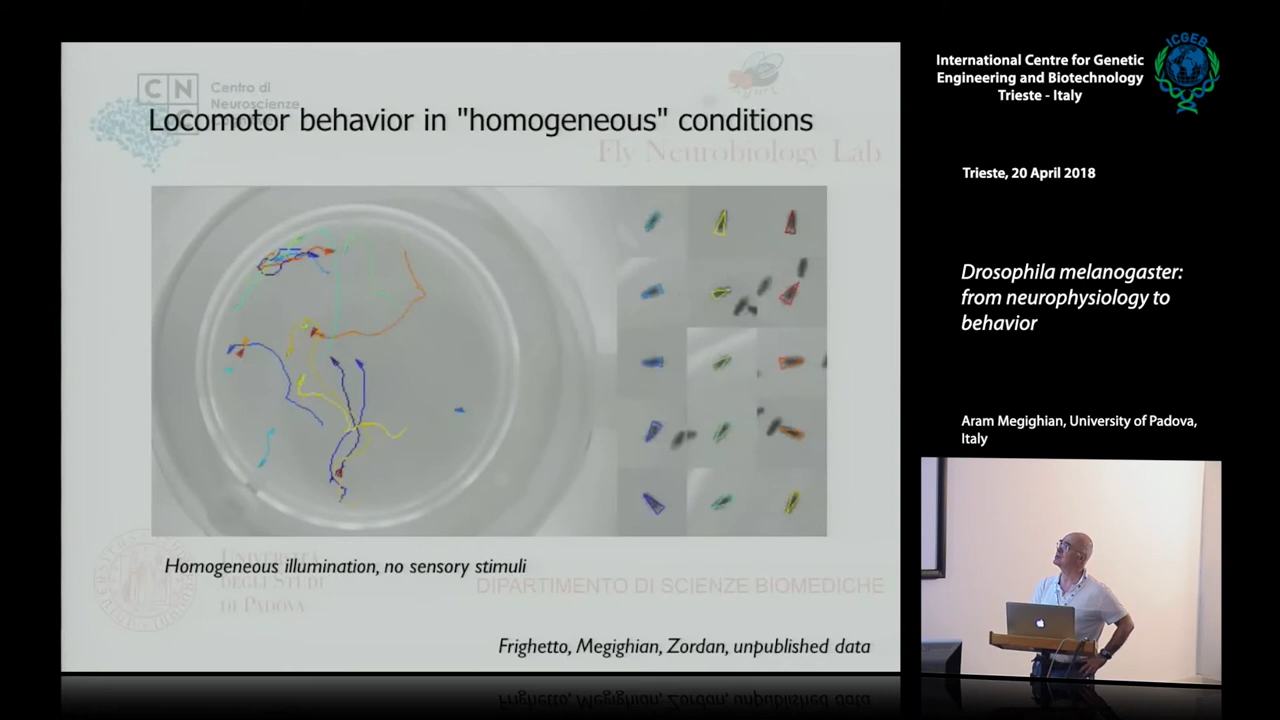 CN
Centro di
Neuroscienze
Locomotor behavior in "homogeneous" conditions
Fly Neurobiology Lab
Homogeneous illumination, no sensory stimuli
UNIVERSITÀ
DEGLI STUDI
DI PADOVA
DIPARTIMENTO DI SCIENZE BIOMEDICHE
Frighetto, Megighian, Zordan, unpublished data
International Centre for Genetic
Engineering and Biotechnology
Trieste - Italy
ICGEB
Trieste, 20 April 2018
Drosophila melanogaster:
from neurophysiology to
behavior
Aram Megighian, University of Padova,
Italy